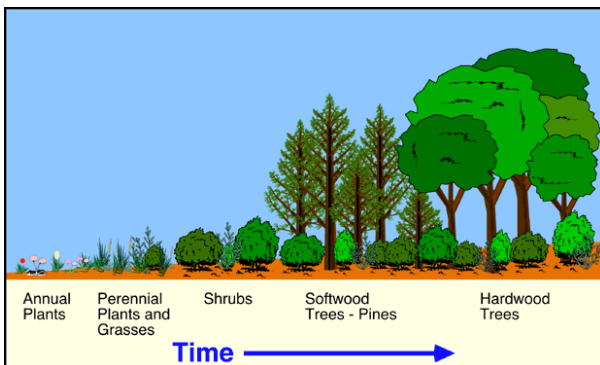 Annual
Plants
Perennial
Plants and
Grasses
Shrubs
Softwood
Trees - Pines
Hardwood
Trees
Time